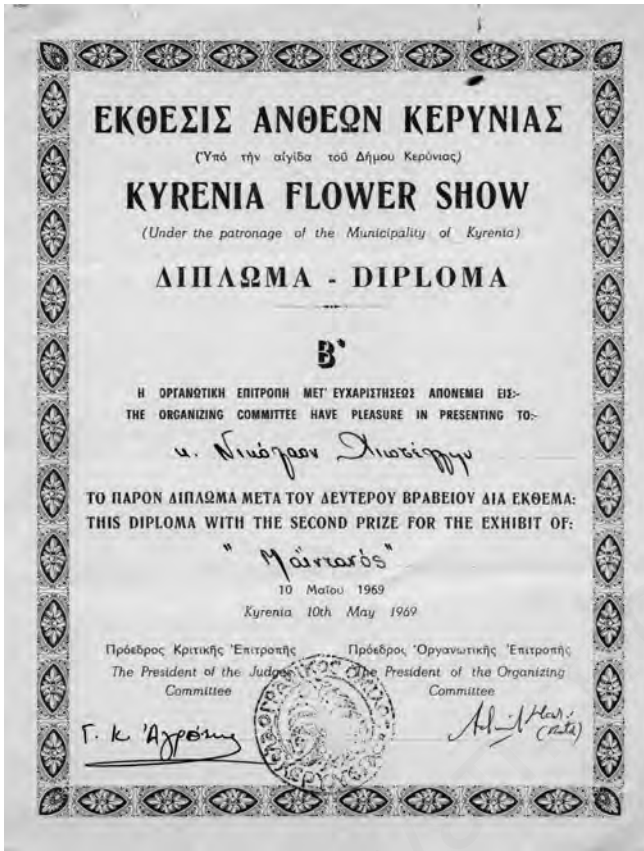 ΕΚΘΕΣΙΣ ΑΝΘΕΩΝ ΚΕΡΥΝΙΑΣ
(Ὑπό τήν αἰγίδα τοῦ Δήμου Κερύνιας)
KYRENIA FLOWER SHOW
(Under the patronage of the Municipality of Kyrenia)
ΔΙΠΛΩΜΑ - DIPLOMA
Β'
Η ΟΡΓΑΝΩΤΙΚΗ ΕΠΙΤΡΟΠΗ ΜΕΤ' ΕΥΧΑΡΙΣΤΗΣΕΩΣ ΑΠΟΝΕΜΕΙ ΕΙΣ:-
THE ORGANIZING COMMITTEE HAVE PLEASURE IN PRESENTING TO:-
κ. Νικόλαον
ΤΟ ΠΑΡΟΝ ΔΙΠΛΩΜΑ ΜΕΤΑ ΤΟΥ ΔΕΥΤΕΡΟΥ ΒΡΑΒΕΙΟΥ ΔΙΑ ΕΚΘΕΜΑ:
THIS DIPLOMA WITH THE SECOND PRIZE FOR THE EXHIBIT OF:
"Μαϊντανός"
10 Μαΐου 1969
Kyrenia 10th May 1969
Πρόεδρος Κριτικῆς Ἐπιτροπῆς Πρόεδρος Ὀργανωτικῆς Ἐπιτροπῆς
The President of the Judges The President of the Organizing
Committee Committee
Γ. Κ.